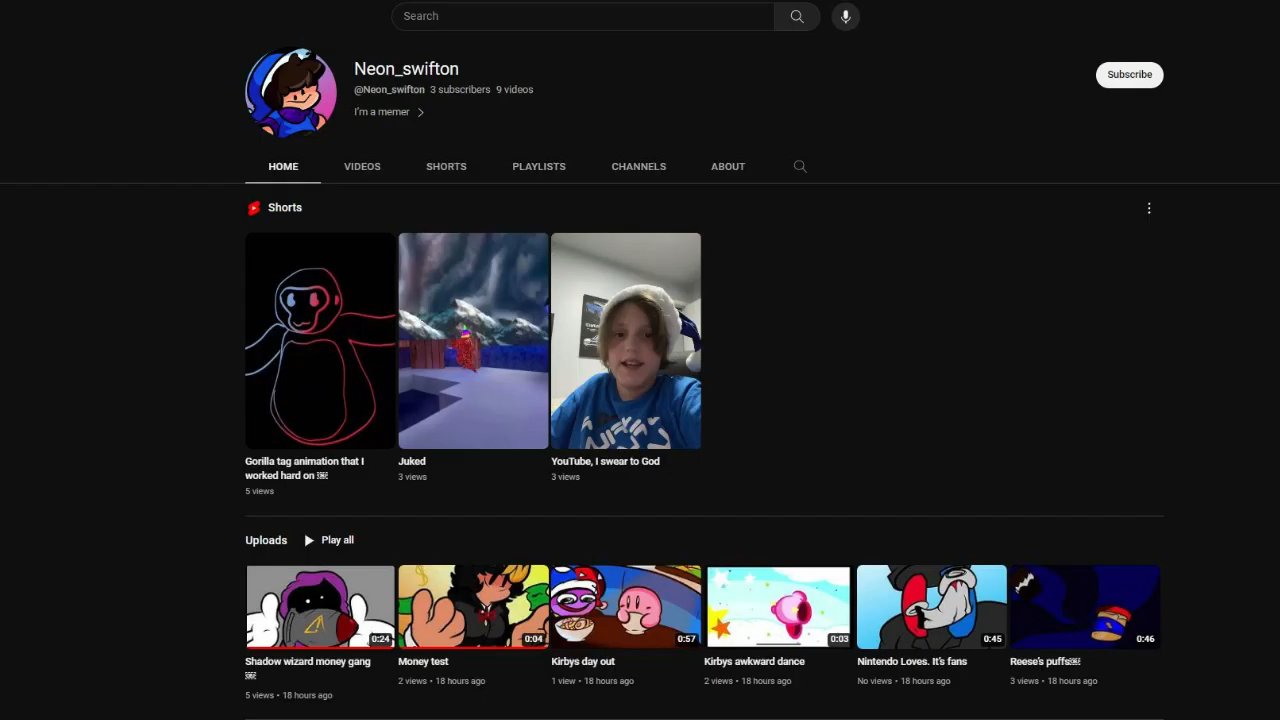 Search
Neon_swifton
Subscribe
@Neon_swifton 3 subscribers 9 videos
I'm a memer
HOME VIDEOS SHORTS PLAYLISTS CHANNELS ABOUT
Shorts
Gorilla tag animation that I
worked hard on ￼
5 views
Juked
3 views
YouTube, I swear to God
3 views
Uploads Play all
0:24
0:04
0:57
0:03
0:45
0:46
Shadow wizard money gang
￼
5 views • 18 hours ago
Money test
2 views • 18 hours ago
Kirbys day out
1 view • 18 hours ago
Kirbys awkward dance
2 views • 18 hours ago
Nintendo Loves. It's fans
No views • 18 hours ago
Reese's puffs￼
3 views • 18 hours ago